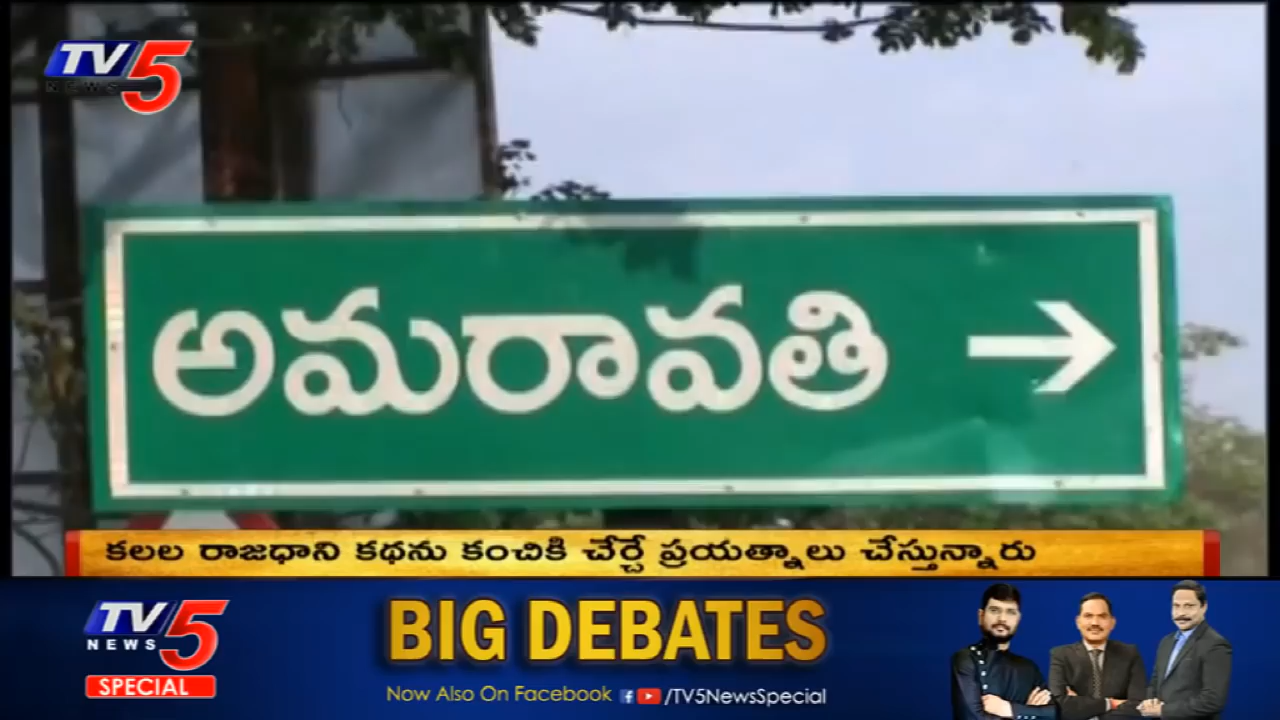 TV5
NEWS
అమరావతి →
కలల రాజధాని కథను కంచికి చేర్చే ప్రయత్నాలు చేస్తున్నారు
TV5
NEWS
SPECIAL
BIG DEBATES
Now Also On Facebook /TV5NewsSpecial